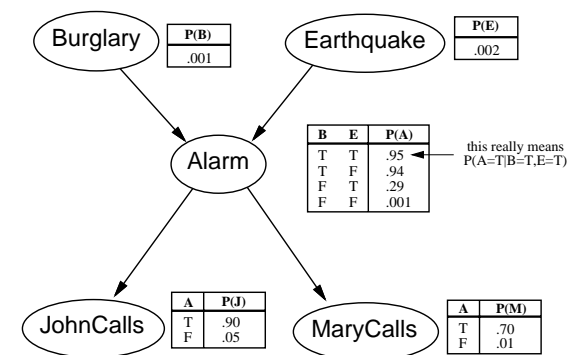 Burglary
P(B)
.001
Earthquake
P(E)
.002
Alarm
B E P(A)
T T .95
T F .94
F T .29
F F .001
this really means
P(A=T|B=T,E=T)
JohnCalls
A P(J)
T .90
F .05
MaryCalls
A P(M)
T .70
F .01